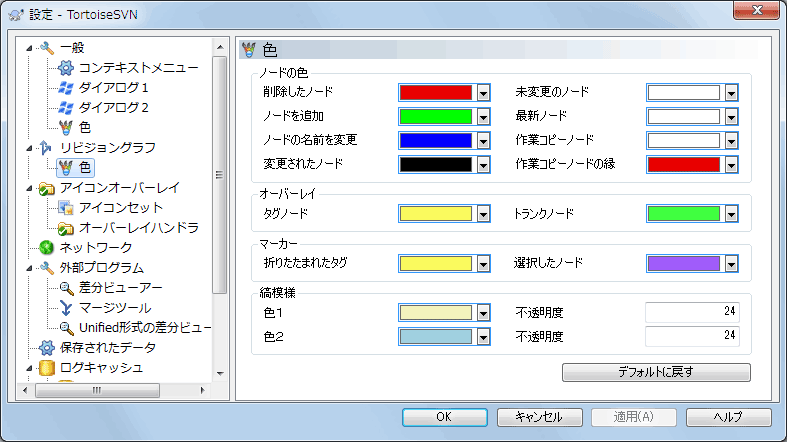 設定 - TortoiseSVN
一般
コンテキストメニュー
ダイアログ1
ダイアログ2
色
リビジョングラフ
色
アイコンオーバーレイ
アイコンセット
オーバーレイハンドラ
ネットワーク
外部プログラム
差分ビューアー
マージツール
Unified形式の差分ビュー
保存されたデータ
ログキャッシュ
色
ノードの色
削除したノード 未変更のノード
ノードを追加 最新ノード
ノードの名前を変更 作業コピーノード
変更されたノード 作業コピーノードの縁
オーバーレイ
タグノード トランクノード
マーカー
折りたたまれたタグ 選択したノード
縞模様
色1 不透明度 24
色2 不透明度 24
デフォルトに戻す
OK キャンセル 適用(A) ヘルプ